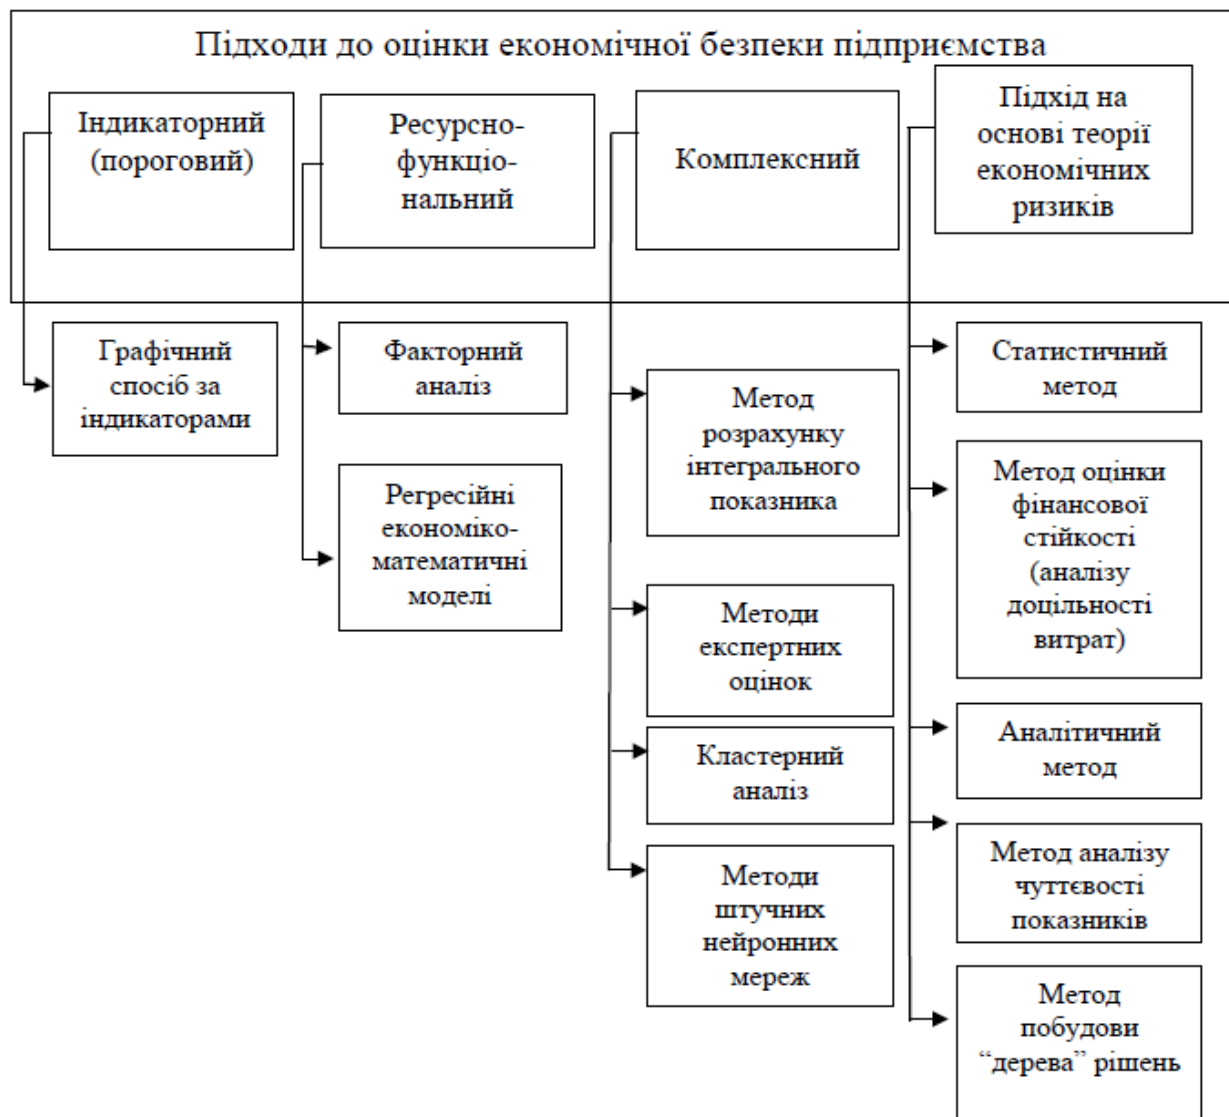 Підходи до оцінки економічної безпеки підприємства
Індикаторний
(пороговий)
Ресурсно-
функціо-
нальний
Комплексний
Підхід на
основі теорії
економічних
ризиків
Графічний
спосіб за
індикаторами
Факторний
аналіз
Регресійні
економіко-
математичні
моделі
Метод
розрахунку
інтегрального
показника
Методи
експертних
оцінок
Кластерний
аналіз
Методи
штучних
нейронних
мереж
Статистичний
метод
Метод оцінки
фінансової
стійкості
(аналізу
доцільності
витрат)
Аналітичний
метод
Метод аналізу
чуттєвості
показників
Метод
побудови
“дерева” рішень